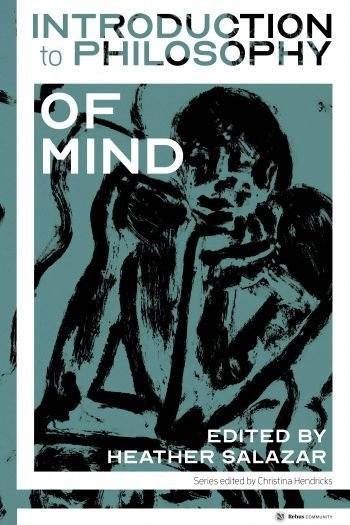 INTRODUCTION
to PHILOSOPHY
OF
MIND
EDITED BY
HEATHER SALAZAR
Series edited by Christina Hendricks
Rebus COMMUNITY